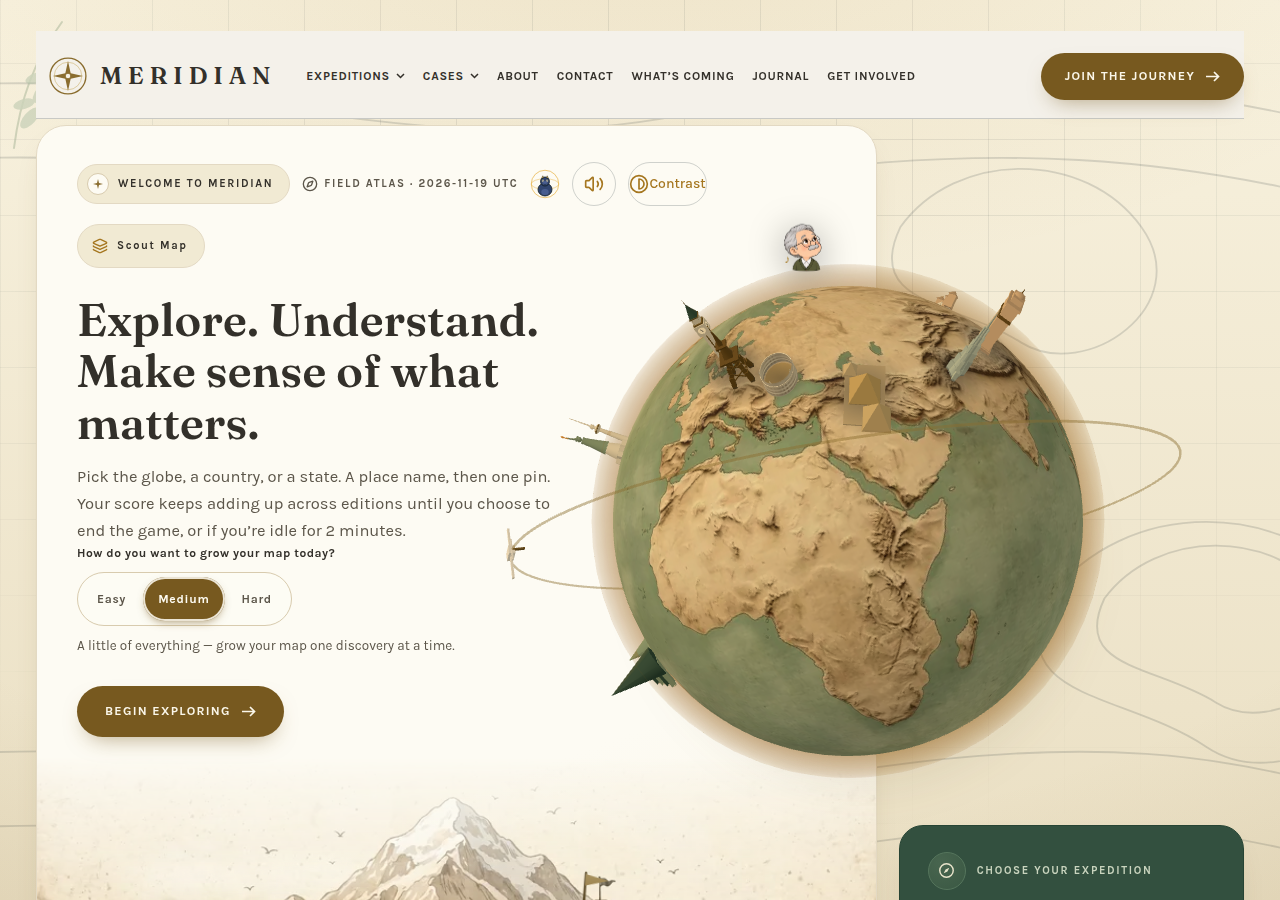 MERIDIAN
EXPEDITIONS CASES ABOUT CONTACT WHAT'S COMING JOURNAL GET INVOLVED
JOIN THE JOURNEY
WELCOME TO MERIDIAN
FIELD ATLAS · 2026-11-19 UTC
Contrast
Scout Map
Explore. Understand.
Make sense of what
matters.
Pick the globe, a country, or a state. A place name, then one pin.
Your score keeps adding up across editions until you choose to
end the game, or if you’re idle for 2 minutes.
How do you want to grow your map today?
Easy Medium Hard
A little of everything — grow your map one discovery at a time.
BEGIN EXPLORING
CHOOSE YOUR EXPEDITION